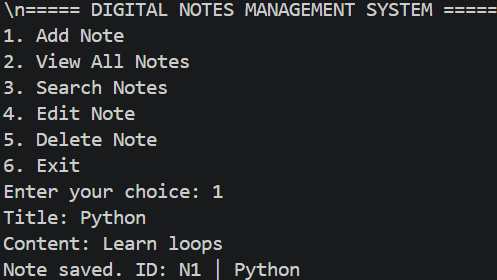 \n===== DIGITAL NOTES MANAGEMENT SYSTEM =====
1. Add Note
2. View All Notes
3. Search Notes
4. Edit Note
5. Delete Note
6. Exit
Enter your choice: 1
Title: Python
Content: Learn loops
Note saved. ID: N1 | Python